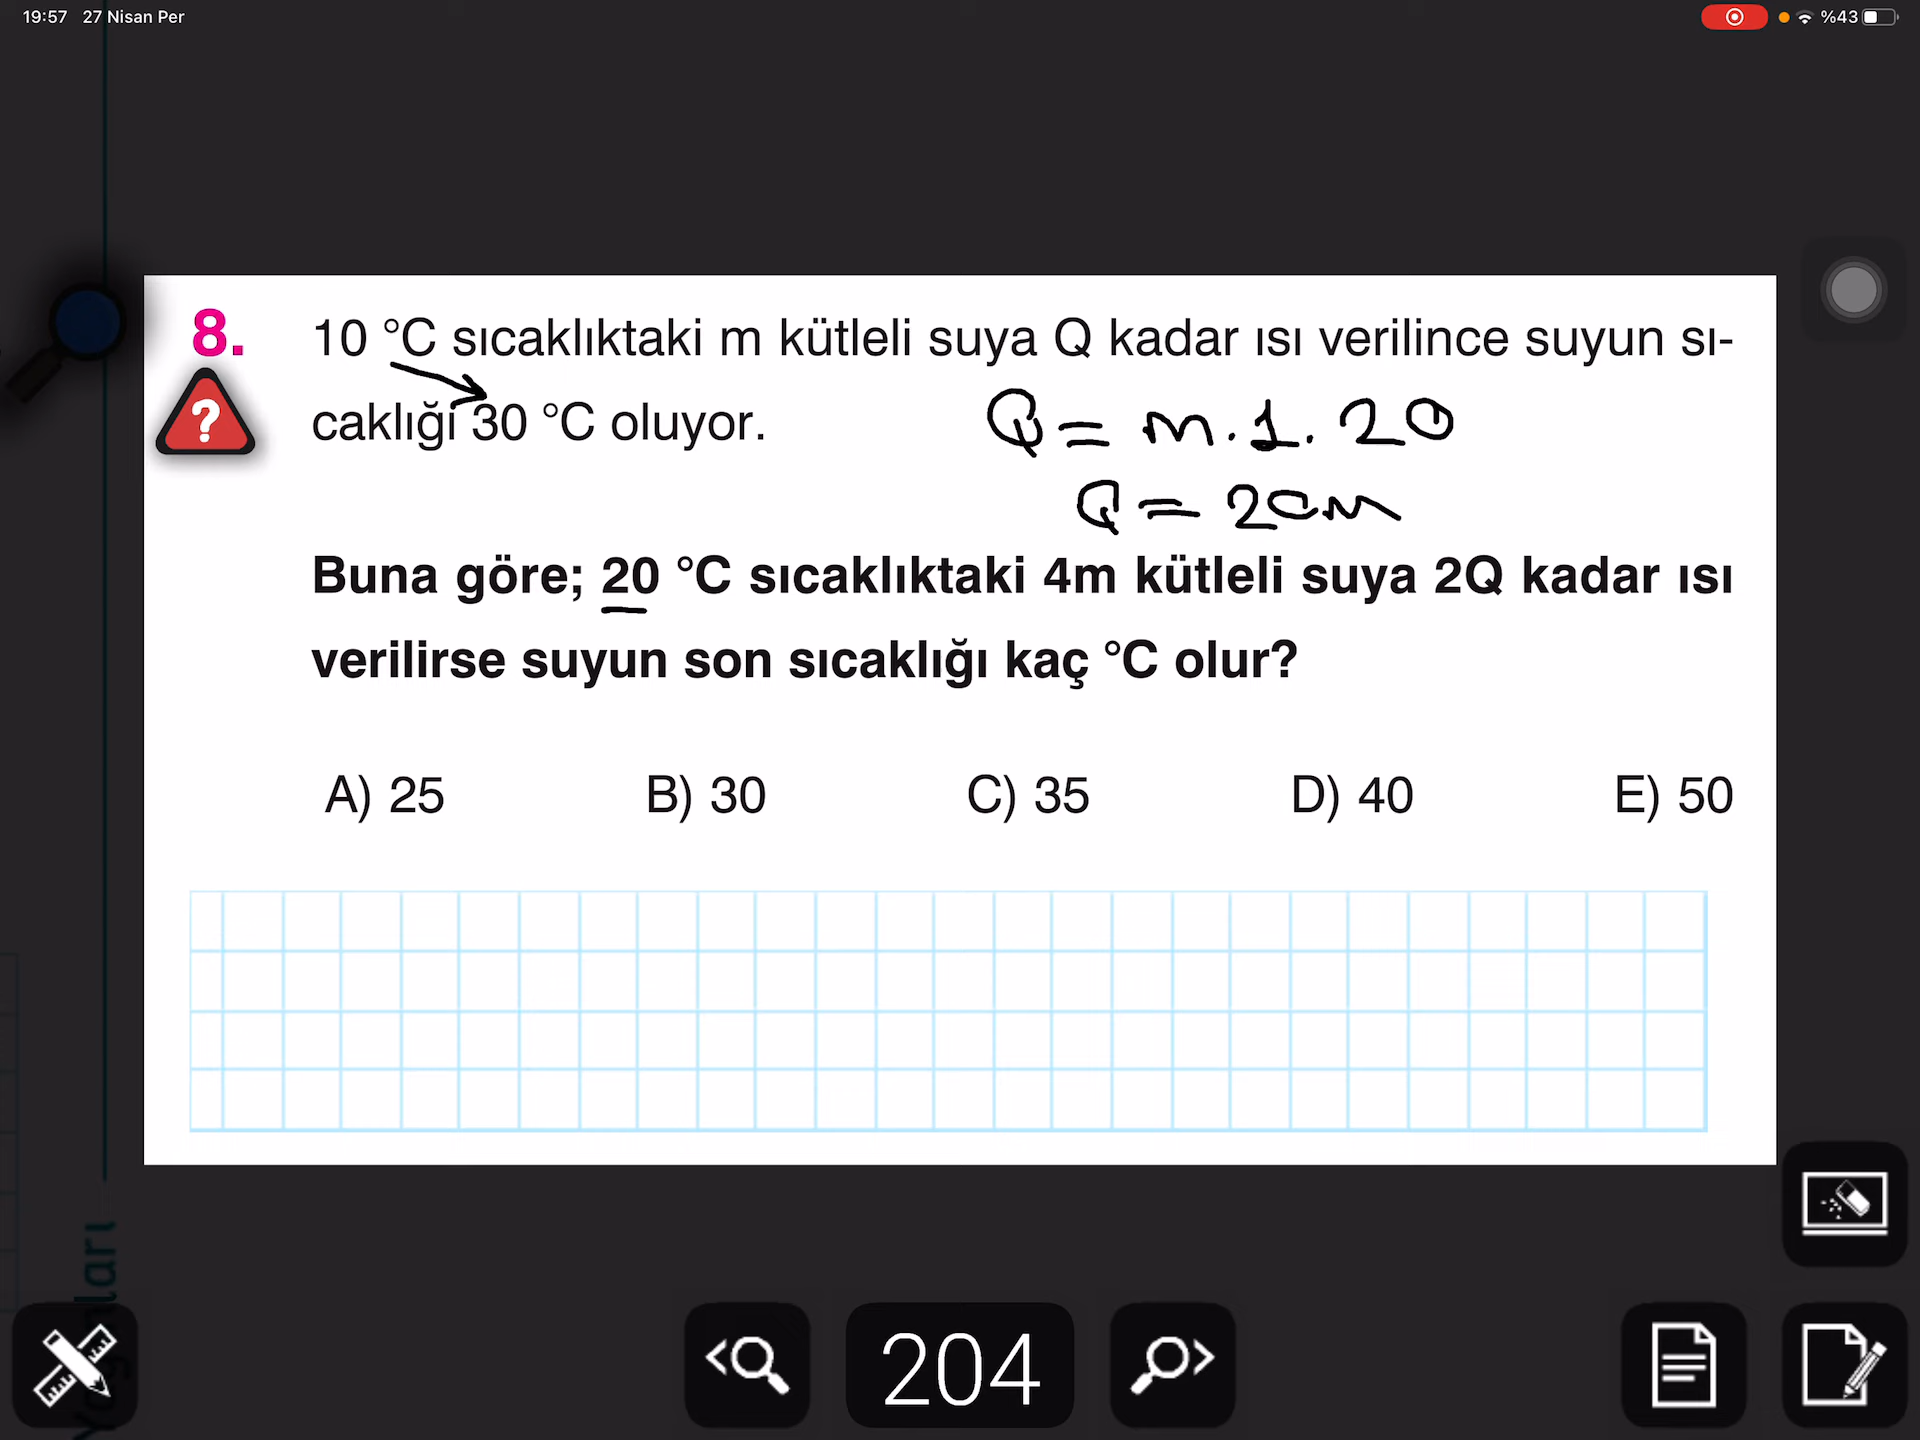 19:57 27 Nisan Per
%43
8. 10 °C sıcaklıktaki m kütleli suya Q kadar ısı verilince suyun sı-
caklığı 30 °C oluyor.
Q = m.1.20
Q = 20m
Buna göre; 20 °C sıcaklıktaki 4m kütleli suya 2Q kadar ısı
verilirse suyun son sıcaklığı kaç °C olur?
A) 25 B) 30 C) 35 D) 40 E) 50
204